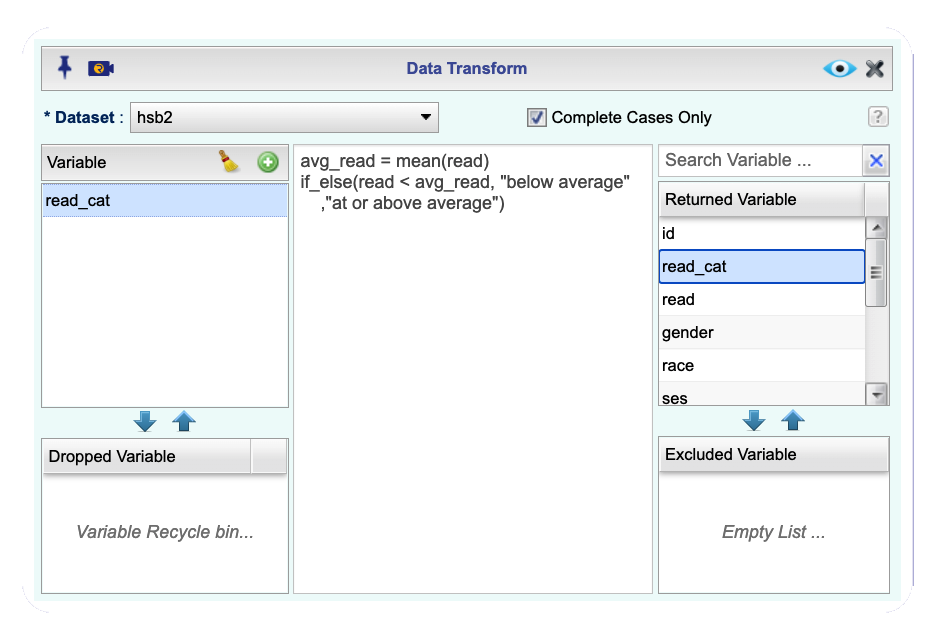 Data Transform
* Dataset : hsb2
Complete Cases Only
?
Variable
read_cat
avg_read = mean(read)
if_else(read < avg_read, "below average"
,"at or above average")
Search Variable ...
Returned Variable
id
read_cat
read
gender
race
ses
Dropped Variable
Variable Recycle bin...
Excluded Variable
Empty List ...